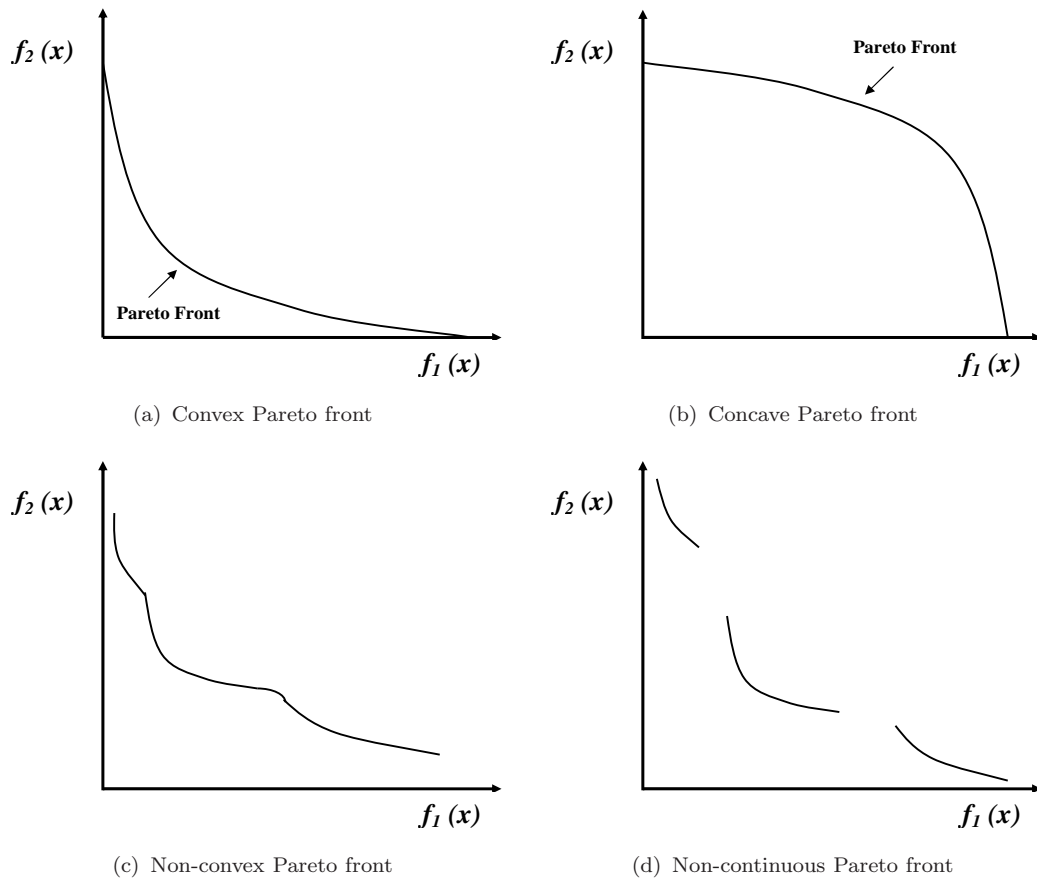 f2 (x)
Pareto Front
f1 (x)
(a) Convex Pareto front
f2 (x)
Pareto Front
f1 (x)
(b) Concave Pareto front
f2 (x)
f1 (x)
(c) Non-convex Pareto front
f2 (x)
f1 (x)
(d) Non-continuous Pareto front